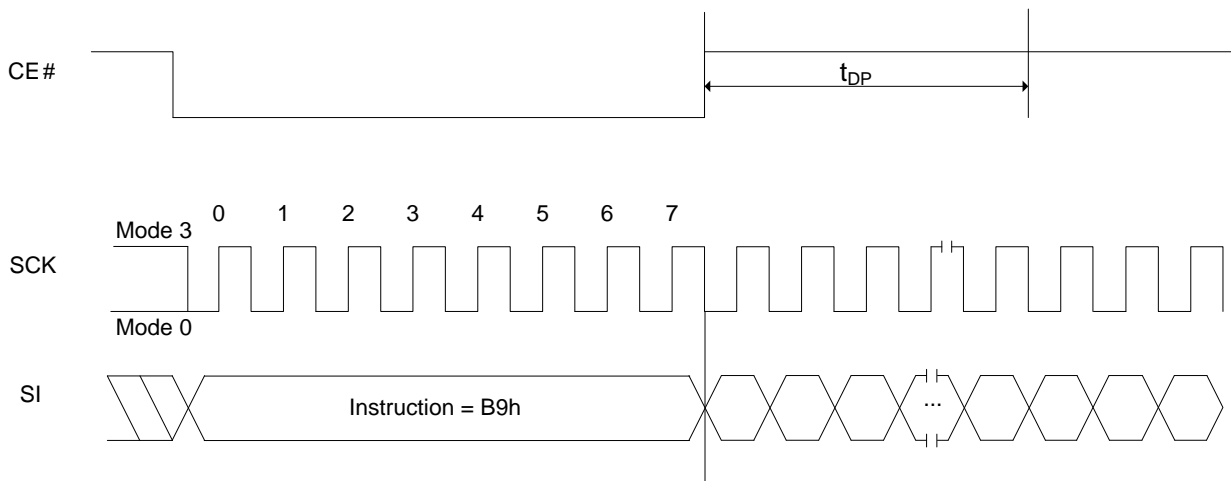 CE#
tDP
0 1 2 3 4 5 6 7
Mode 3
SCK
Mode 0
SI
Instruction = B9h
...